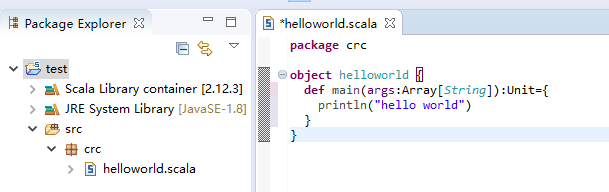 Package Explorer
test
Scala Library container [2.12.3]
JRE System Library [JavaSE-1.8]
src
crc
helloworld.scala
*helloworld.scala
package crc
object helloworld {
def main(args:Array[String]):Unit={
println("hello world")
}
}